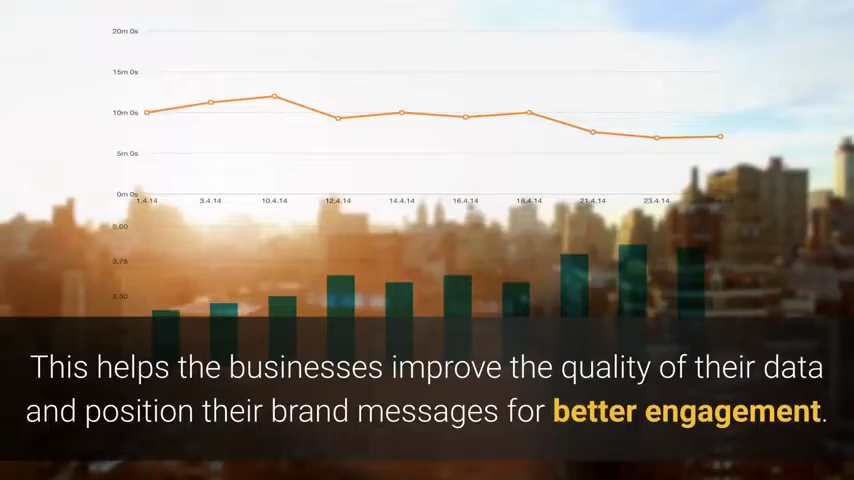 20m 0s
15m 0s
10m 0s
5m 0s
0m 0s
1.4.14 3.4.14 10.4.14 12.4.14 14.4.14 16.4.14 18.4.14 21.4.14 23.4.14
5.00
3.75
2.50
This helps the businesses improve the quality of their data
and position their brand messages for better engagement.